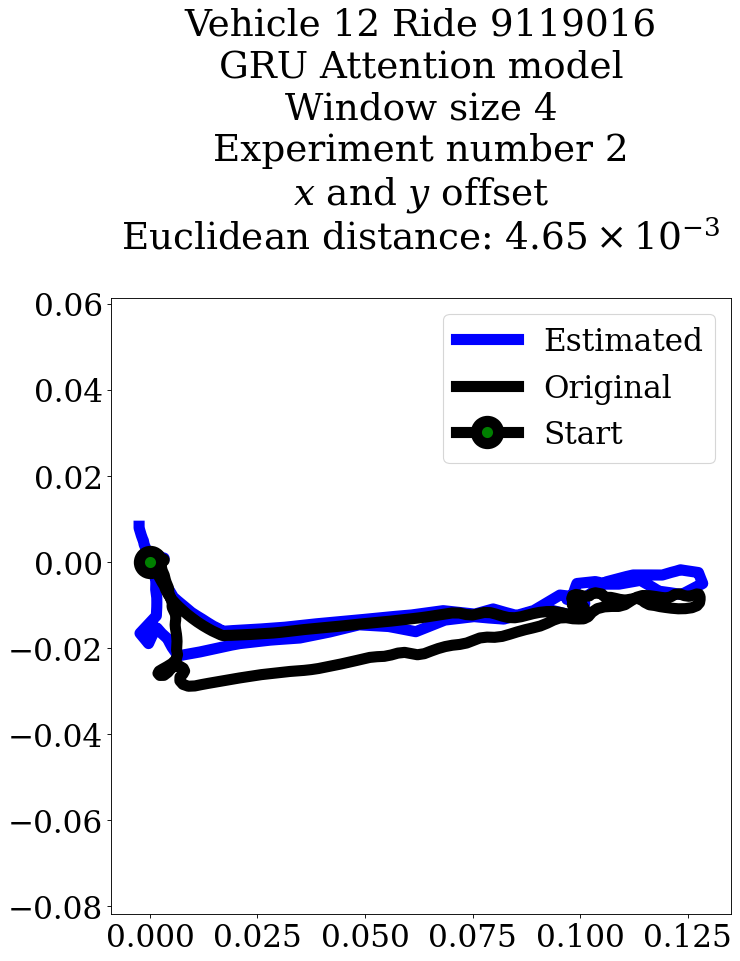 Vehicle 12 Ride 9119016
GRU Attention model
Window size 4
Experiment number 2
x and y offset
Euclidean distance: 4.65 × 10⁻³
0.06
0.04
0.02
0.00
−0.02
−0.04
−0.06
−0.08
Estimated
Original
Start
0.000 0.025 0.050 0.075 0.100 0.125